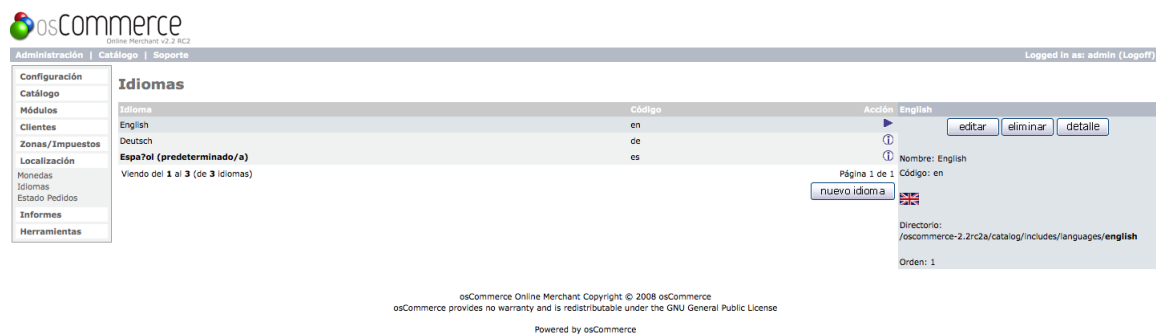 osCommerce
Online Merchant v2.2 RC2
Administración | Catálogo | Soporte
Logged in as: admin (Logoff)
Configuración
Catálogo
Módulos
Clientes
Zonas/Impuestos
Localización
Monedas
Idiomas
Estado Pedidos
Informes
Herramientas
Idiomas
Idioma Código Acción
English en
Deutsch de
Espa?ol (predeterminado/a) es
Viendo del 1 al 3 (de 3 idiomas) Página 1 de 1
nuevo idioma
English
editar eliminar detalle
Nombre: English
Código: en
Directorio:
/oscommerce-2.2rc2a/catalog/includes/languages/english
Orden: 1
osCommerce Online Merchant Copyright © 2008 osCommerce
osCommerce provides no warranty and is redistributable under the GNU General Public License
Powered by osCommerce